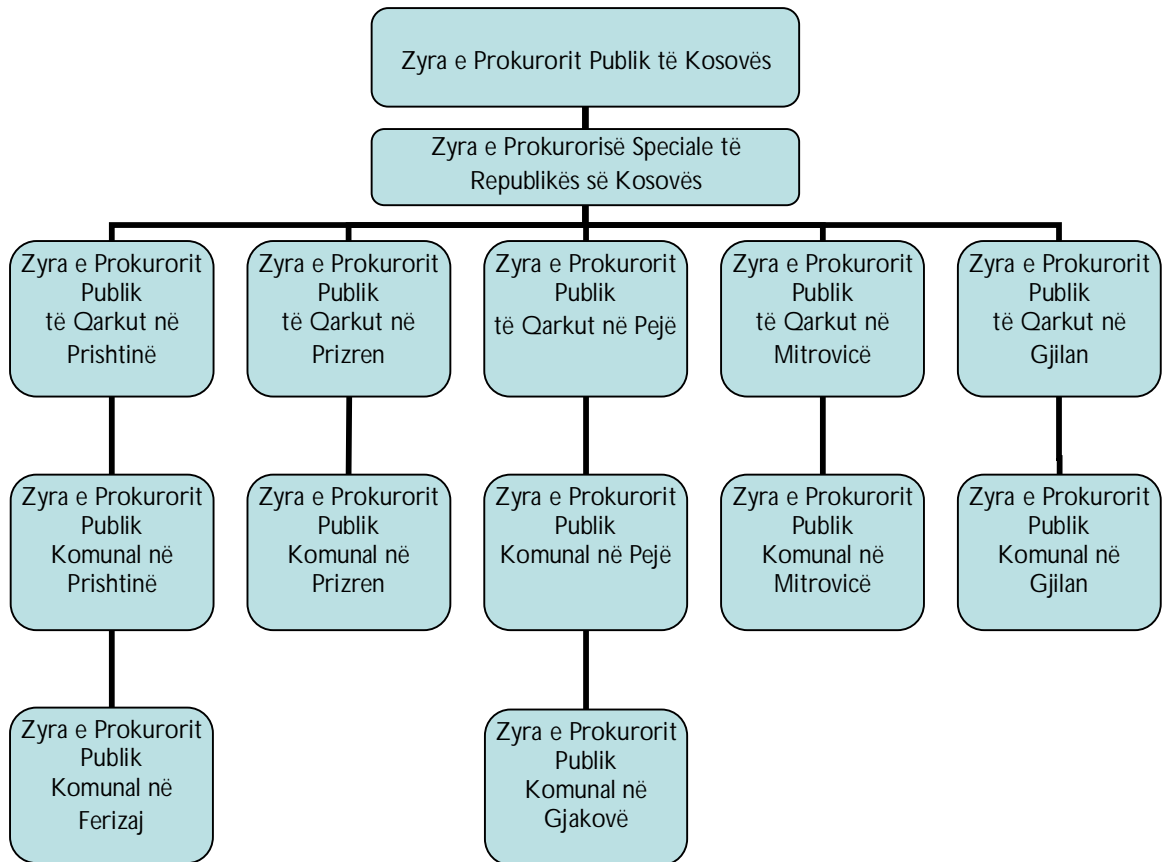 Zyra e Prokurorit Publik të Kosovës
Zyra e Prokurorisë Speciale të
Republikës së Kosovës
Zyra e Prokurorit
Publik
të Qarkut në
Prishtinë
Zyra e Prokurorit
Publik
të Qarkut në
Prizren
Zyra e Prokurorit
Publik
të Qarkut në Pejë
Zyra e Prokurorit
Publik
të Qarkut në
Mitrovicë
Zyra e Prokurorit
Publik
të Qarkut në
Gjilan
Zyra e Prokurorit
Publik
Komunal në
Prishtinë
Zyra e Prokurorit
Publik
Komunal në
Prizren
Zyra e Prokurorit
Publik
Komunal në Pejë
Zyra e Prokurorit
Publik
Komunal në
Mitrovicë
Zyra e Prokurorit
Publik
Komunal në
Gjilan
Zyra e Prokurorit
Publik
Komunal në
Ferizaj
Zyra e Prokurorit
Publik
Komunal në
Gjakovë